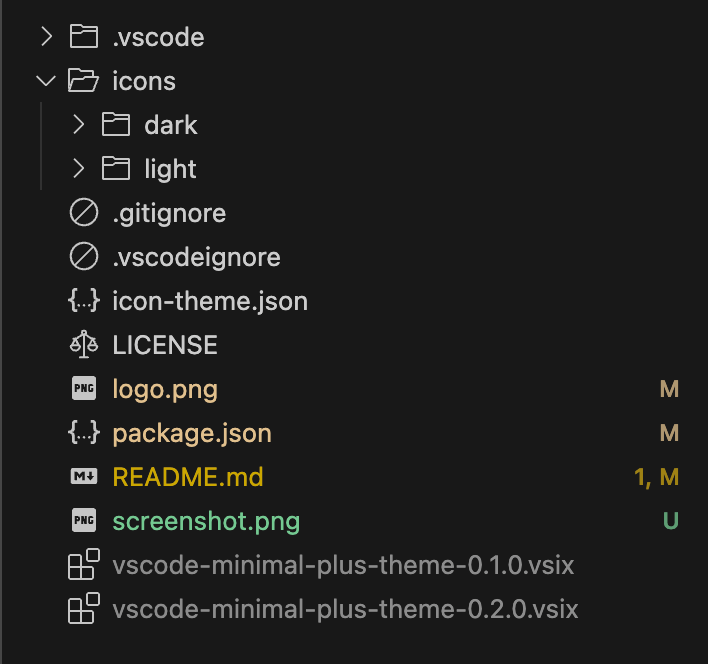 .vscode
icons
dark
light
.gitignore
.vscodeignore
{...} icon-theme.json
LICENSE
PNG logo.png M
{...} package.json M
M↓ README.md 1, M
PNG screenshot.png U
vscode-minimal-plus-theme-0.1.0.vsix
vscode-minimal-plus-theme-0.2.0.vsix